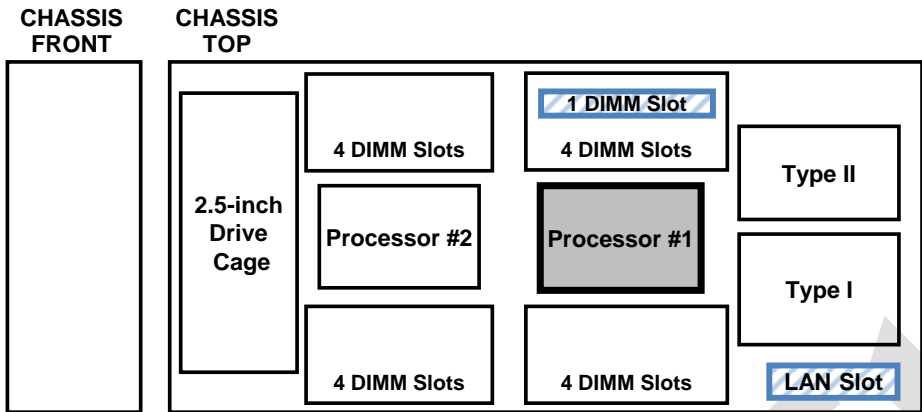 CHASSIS
FRONT
CHASSIS
TOP
1 DIMM Slot
4 DIMM Slots
4 DIMM Slots
Type II
2.5-inch
Drive
Cage
Processor #2
Processor #1
Type I
4 DIMM Slots
4 DIMM Slots
LAN Slot